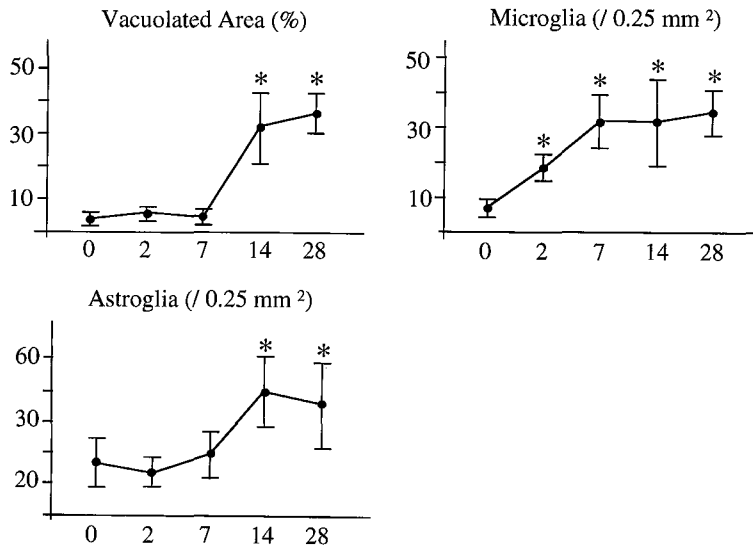 Vacuolated Area (%)
50
30
10
* *
0 2 7 14 28
Microglia (/ 0.25 mm ²)
50
30
10
* * * *
0 2 7 14 28
Astroglia (/ 0.25 mm ²)
60
30
20
* *
0 2 7 14 28